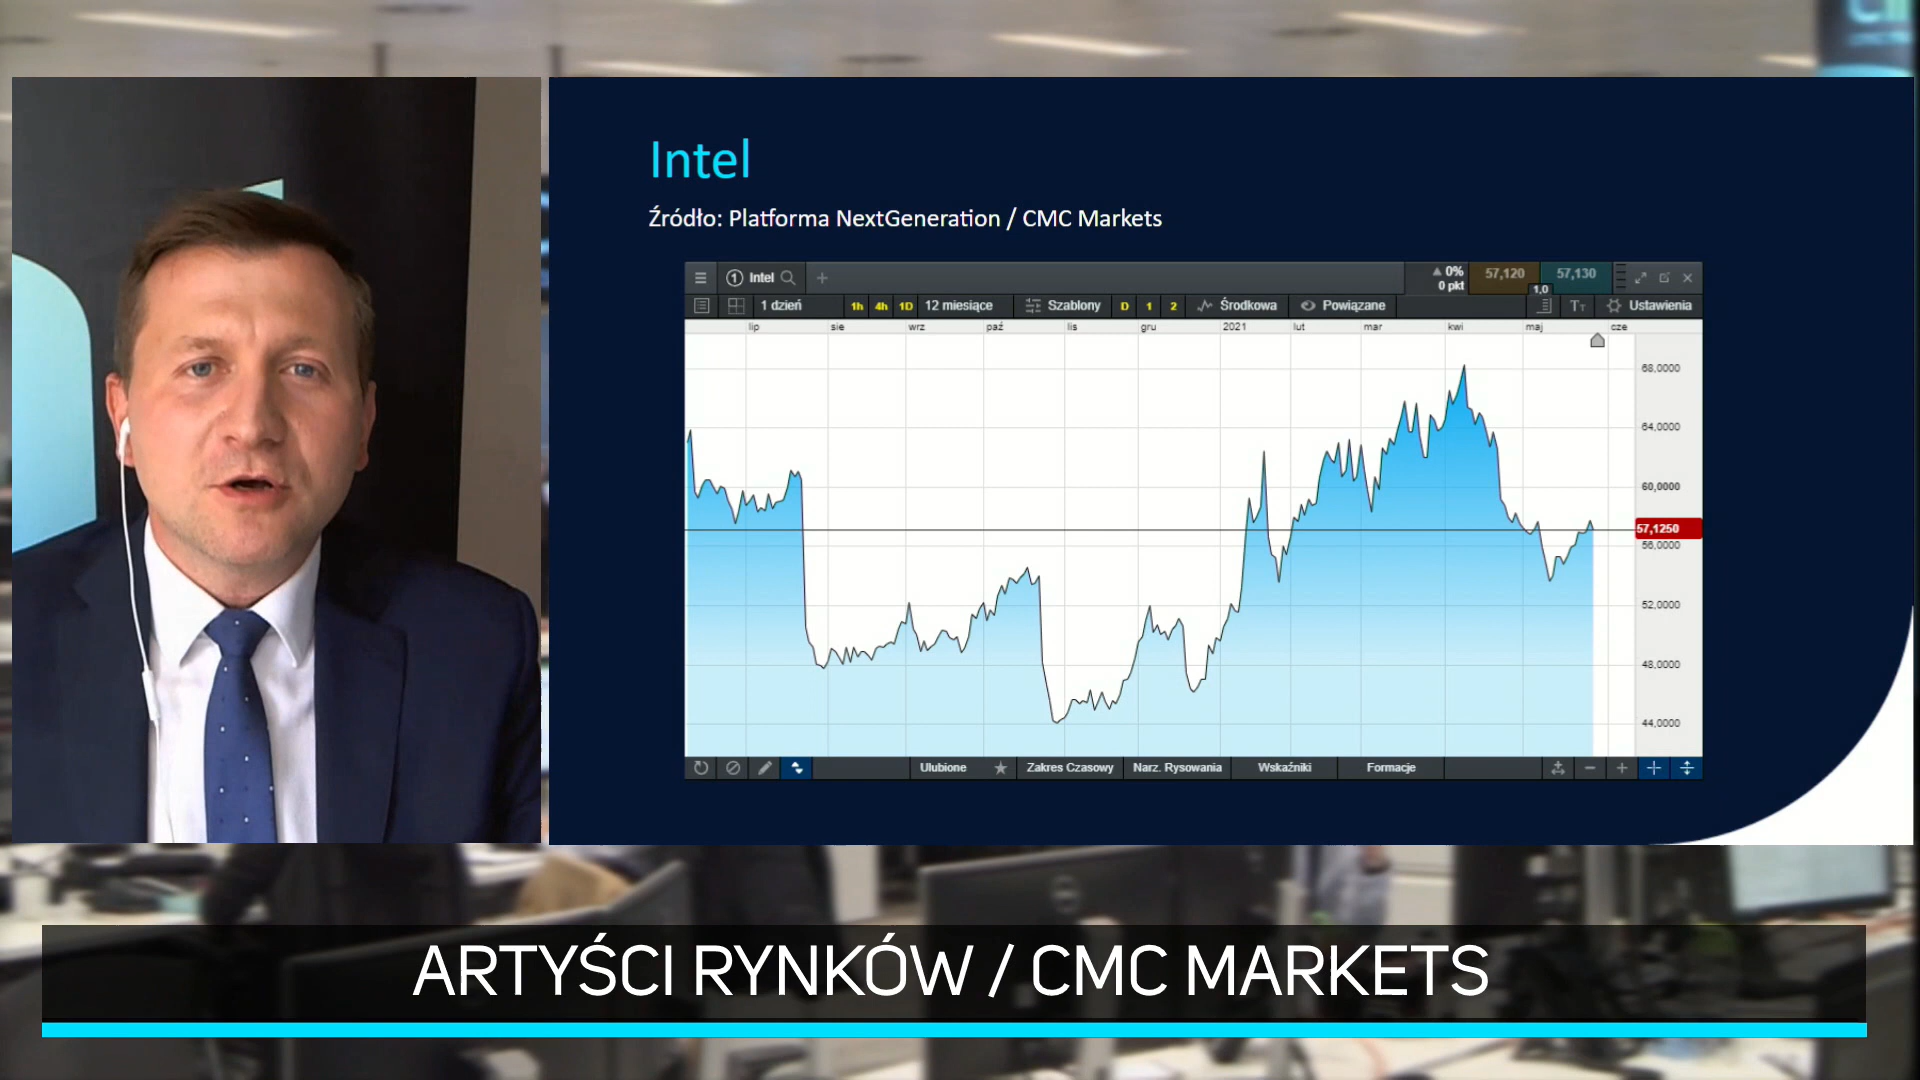 Intel
Źródło: Platforma NextGeneration / CMC Markets
1 Intel
0%
0 pkt
57,120
57,130
1,0
1 dzień 1h 4h 1D 12 miesiące Szablony D 1 2 Środkowa Powiązane Ustawienia
lip sie wrz paź lis gru 2021 lut mar kwi maj cze
68,0000
64,0000
60,0000
57,1250
56,0000
52,0000
48,0000
44,0000
Ulubione Zakres Czasowy Narz. Rysowania Wskaźniki Formacje
ARTYŚCI RYNKÓW / CMC MARKETS